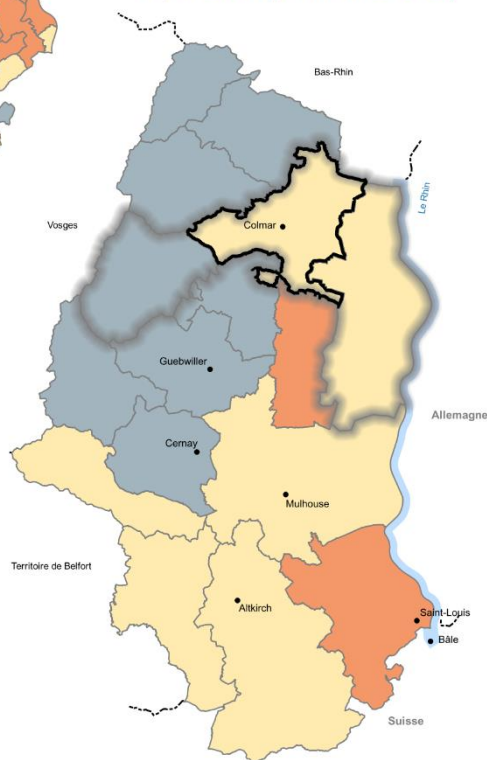 Bas-Rhin
Le Rhin
Vosges
Colmar
Guebwiller
Allemagne
Cernay
Mulhouse
Territoire de Belfort
Altkirch
Saint-Louis
Bâle
Suisse